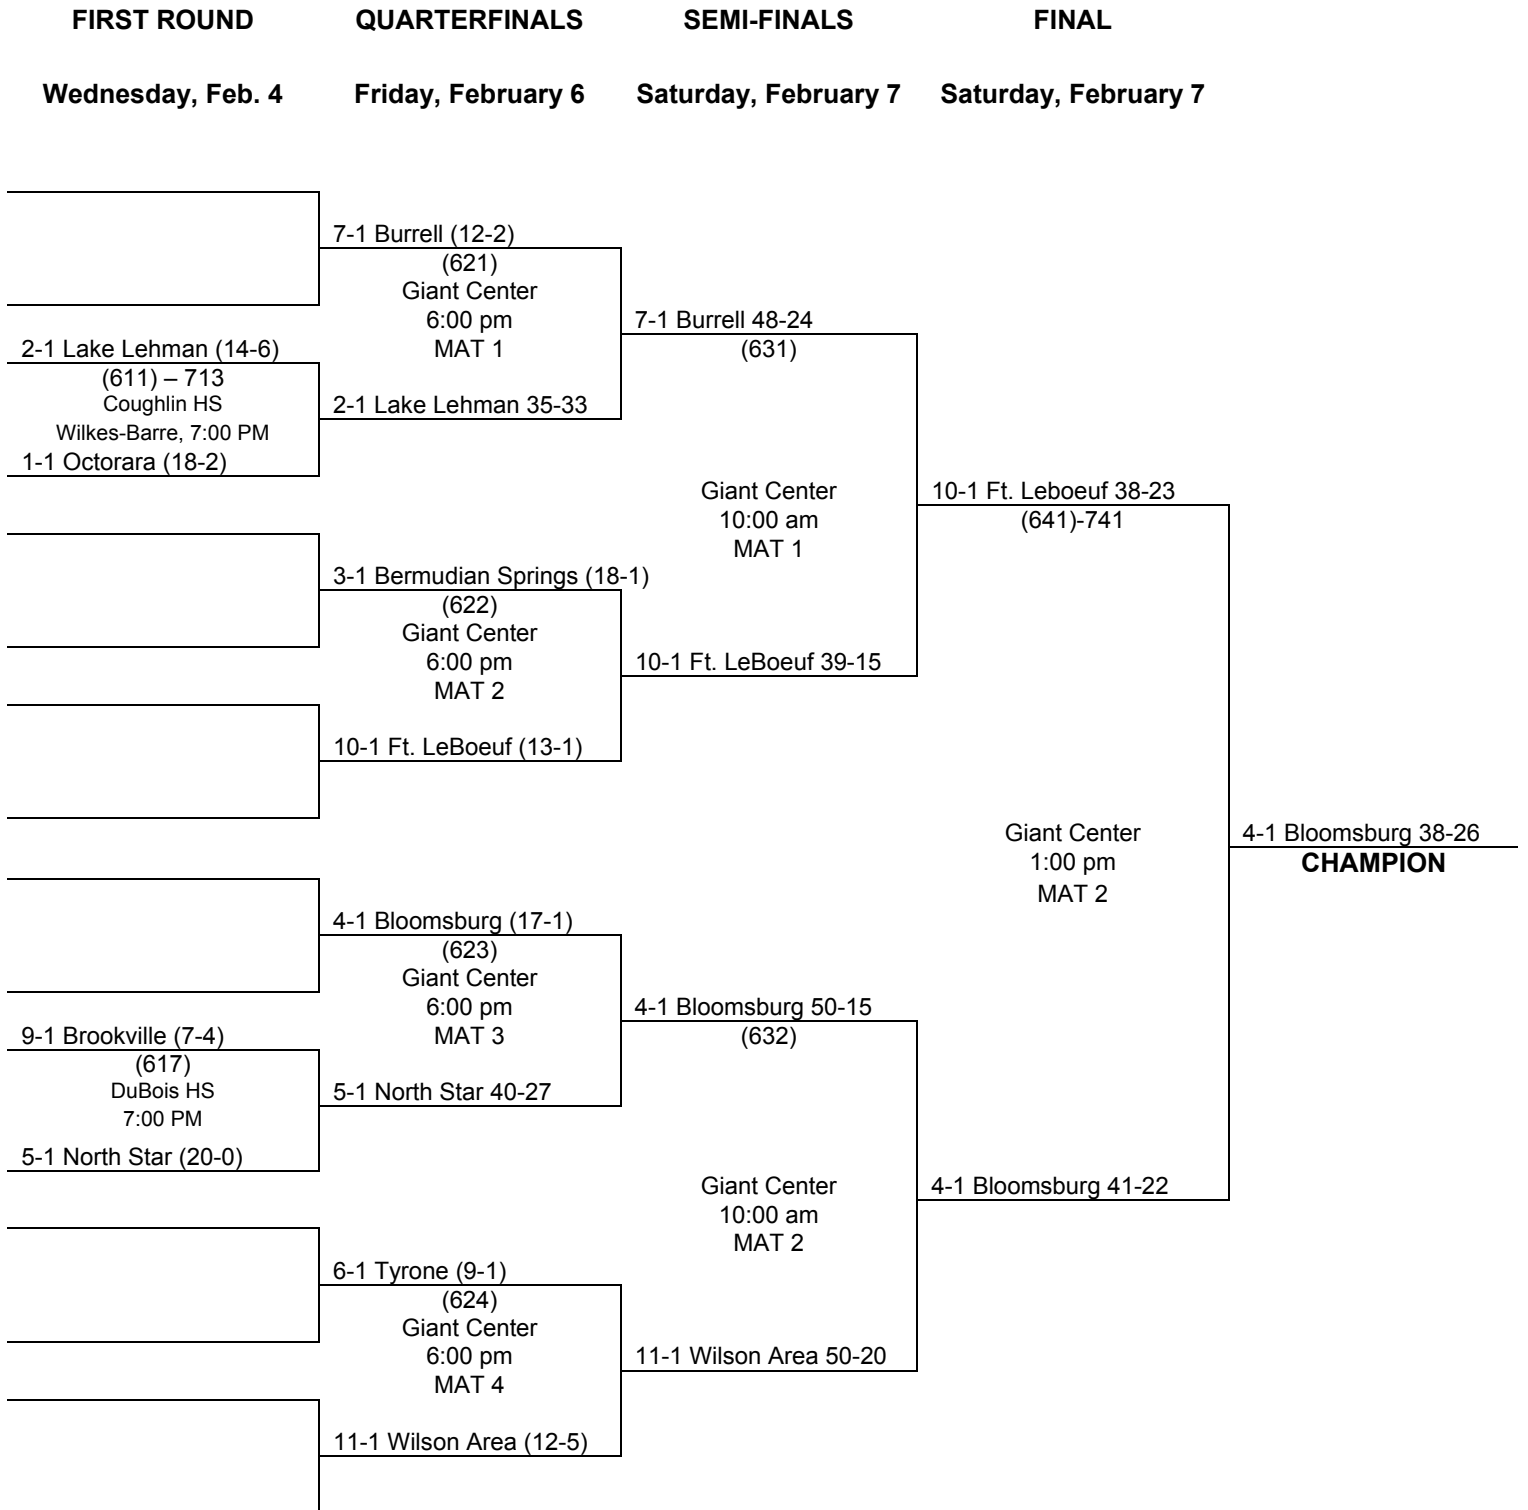 FIRST ROUND QUARTERFINALS SEMI-FINALS FINAL
Wednesday, Feb. 4 Friday, February 6 Saturday, February 7 Saturday, February 7
7-1 Burrell (12-2)
(621)
Giant Center
6:00 pm
MAT 1
7-1 Burrell 48-24
(631)
2-1 Lake Lehman (14-6)
(611) – 713
Coughlin HS
Wilkes-Barre, 7:00 PM
1-1 Octorara (18-2)
2-1 Lake Lehman 35-33
Giant Center
10:00 am
MAT 1
10-1 Ft. Leboeuf 38-23
(641)-741
3-1 Bermudian Springs (18-1)
(622)
Giant Center
6:00 pm
MAT 2
10-1 Ft. LeBoeuf 39-15
10-1 Ft. LeBoeuf (13-1)
Giant Center
1:00 pm
MAT 2
4-1 Bloomsburg 38-26
CHAMPION
4-1 Bloomsburg (17-1)
(623)
Giant Center
6:00 pm
MAT 3
4-1 Bloomsburg 50-15
(632)
9-1 Brookville (7-4)
(617)
DuBois HS
7:00 PM
5-1 North Star (20-0)
5-1 North Star 40-27
Giant Center
10:00 am
MAT 2
4-1 Bloomsburg 41-22
6-1 Tyrone (9-1)
(624)
Giant Center
6:00 pm
MAT 4
11-1 Wilson Area 50-20
11-1 Wilson Area (12-5)